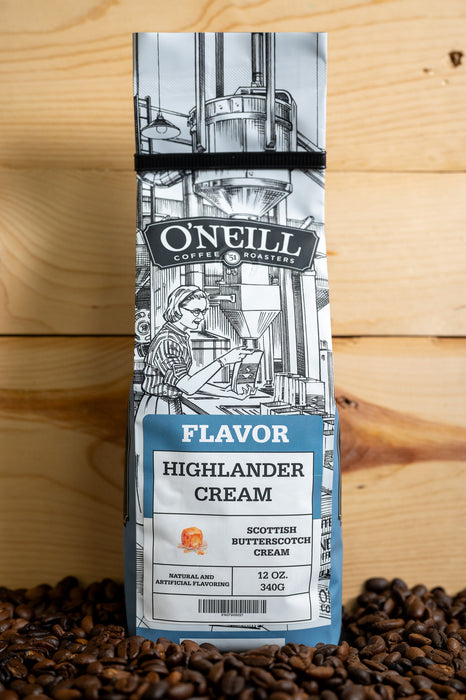 O'NEILL
COFFEE 51 ROASTERS
FLAVOR
HIGHLANDER
CREAM
SCOTTISH
BUTTERSCOTCH
CREAM
NATURAL AND
ARTIFICIAL FLAVORING
12 OZ.
340G